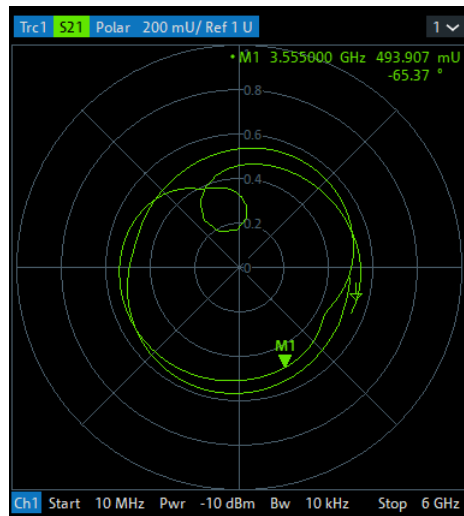 Trc1 S21 Polar 200 mU/ Ref 1 U 1
•M1 3.555000 GHz 493.907 mU
-65.37 °
0.8
0.6
0.4
0.2
0
M1
Ch1 Start 10 MHz Pwr -10 dBm Bw 10 kHz Stop 6 GHz